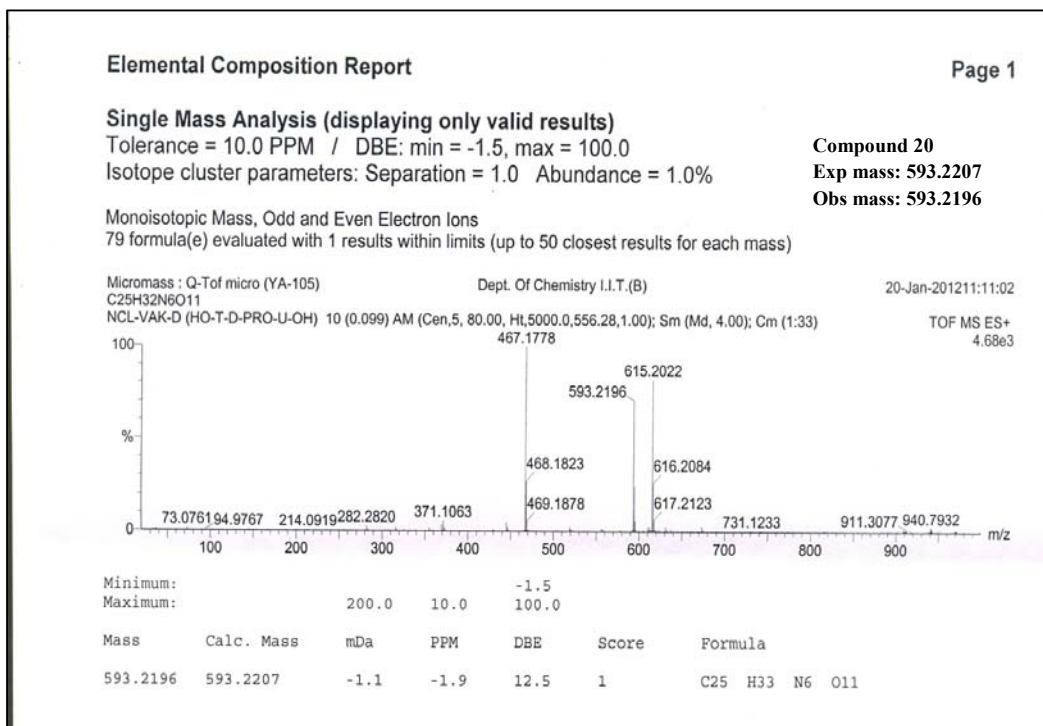 Elemental Composition Report Page 1
Single Mass Analysis (displaying only valid results)
Tolerance = 10.0 PPM / DBE: min = -1.5, max = 100.0
Isotope cluster parameters: Separation = 1.0 Abundance = 1.0%
Compound 20
Exp mass: 593.2207
Obs mass: 593.2196
Monoisotopic Mass, Odd and Even Electron Ions
79 formula(e) evaluated with 1 results within limits (up to 50 closest results for each mass)
Micromass : Q-Tof micro (YA-105) Dept. Of Chemistry I.I.T.(B) 20-Jan-201211:11:02
C25H32N6O11
NCL-VAK-D (HO-T-D-PRO-U-OH) 10 (0.099) AM (Cen,5, 80.00, Ht,5000.0,556.28,1.00); Sm (Md, 4.00); Cm (1:33) TOF MS ES+
4.68e3
100
467.1778
615.2022
593.2196
%
468.1823
616.2084
469.1878
617.2123
73.0761
94.9767
214.0919
282.2820
371.1063
731.1233
911.3077
940.7932
0
m/z
100 200 300 400 500 600 700 800 900
Minimum: -1.5
Maximum: 200.0 10.0 100.0
Mass Calc. Mass mDa PPM DBE Score Formula
593.2196 593.2207 -1.1 -1.9 12.5 1 C25 H33 N6 O11